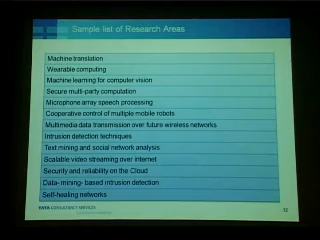 Sample list of Research Areas
Machine translation
Wearable computing
Machine learning for computer vision
Secure multi-party computation
Microphone array speech processing
Cooperative control of multiple mobile robots
Multimedia data transmission over future wireless networks
Intrusion detection techniques
Text mining and social network analysis
Scalable video streaming over internet
Security and reliability on the Cloud
Data- mining- based intrusion detection
Self-healing networks
TATA CONSULTANCY SERVICES